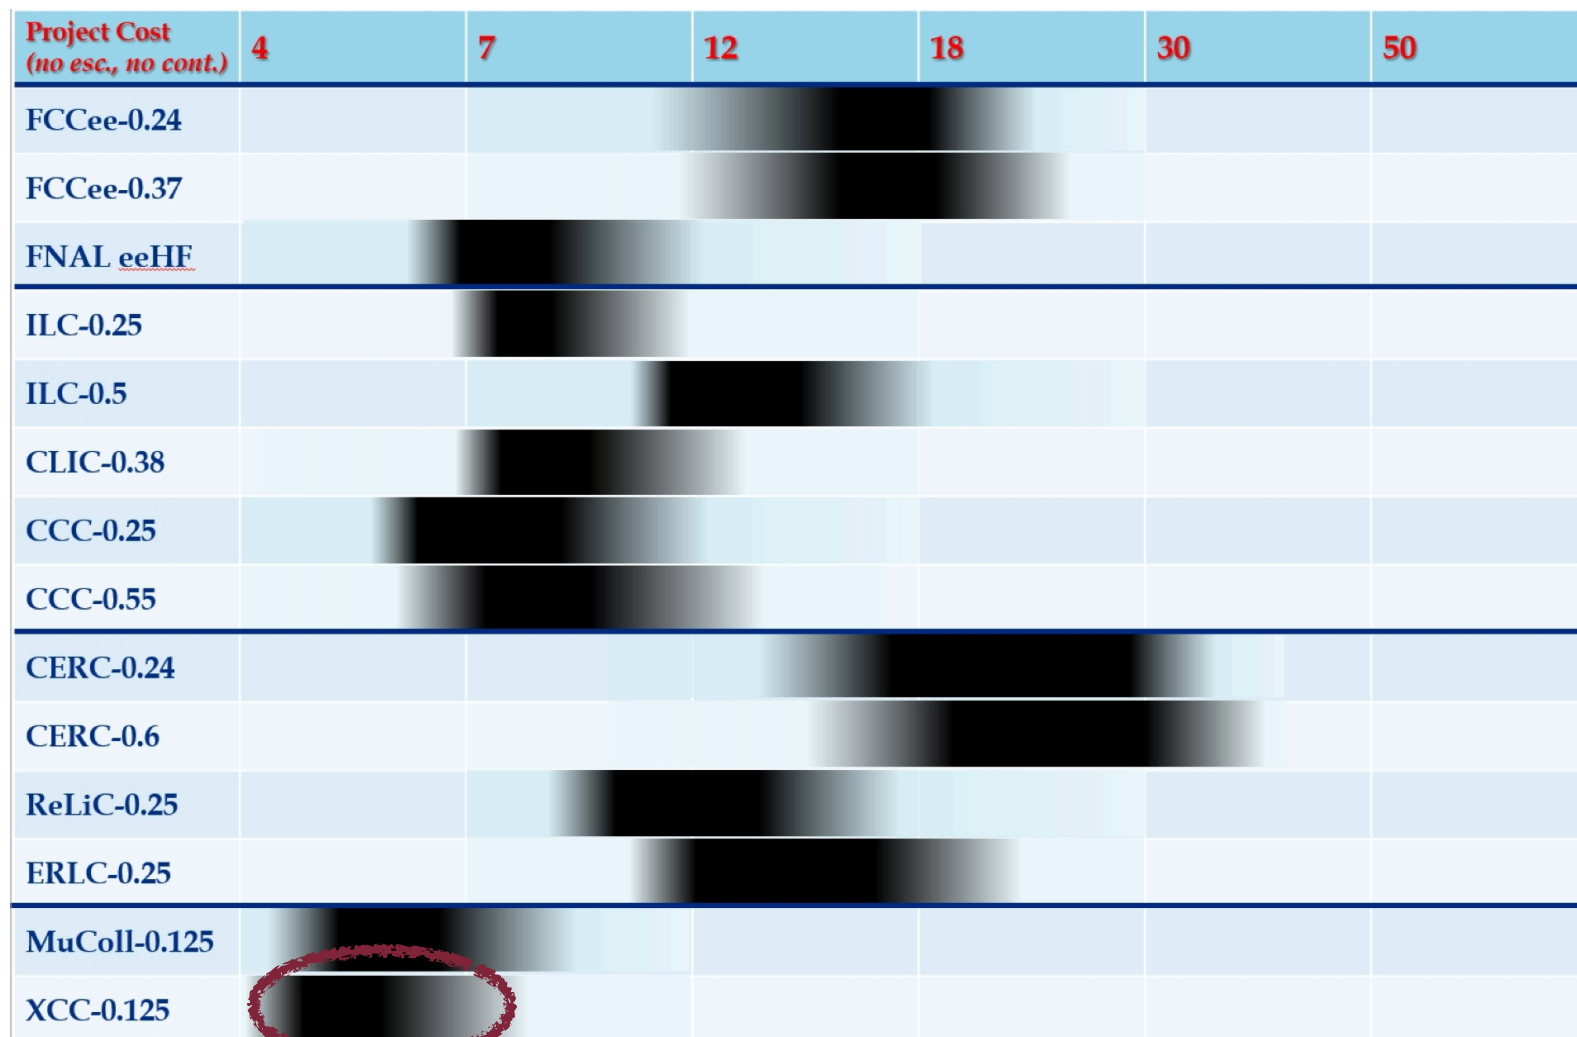 Project Cost
(no esc., no cont.) 4 7 12 18 30 50
FCCee-0.24
FCCee-0.37
FNAL eeHF
ILC-0.25
ILC-0.5
CLIC-0.38
CCC-0.25
CCC-0.55
CERC-0.24
CERC-0.6
ReLiC-0.25
ERLC-0.25
MuColl-0.125
XCC-0.125